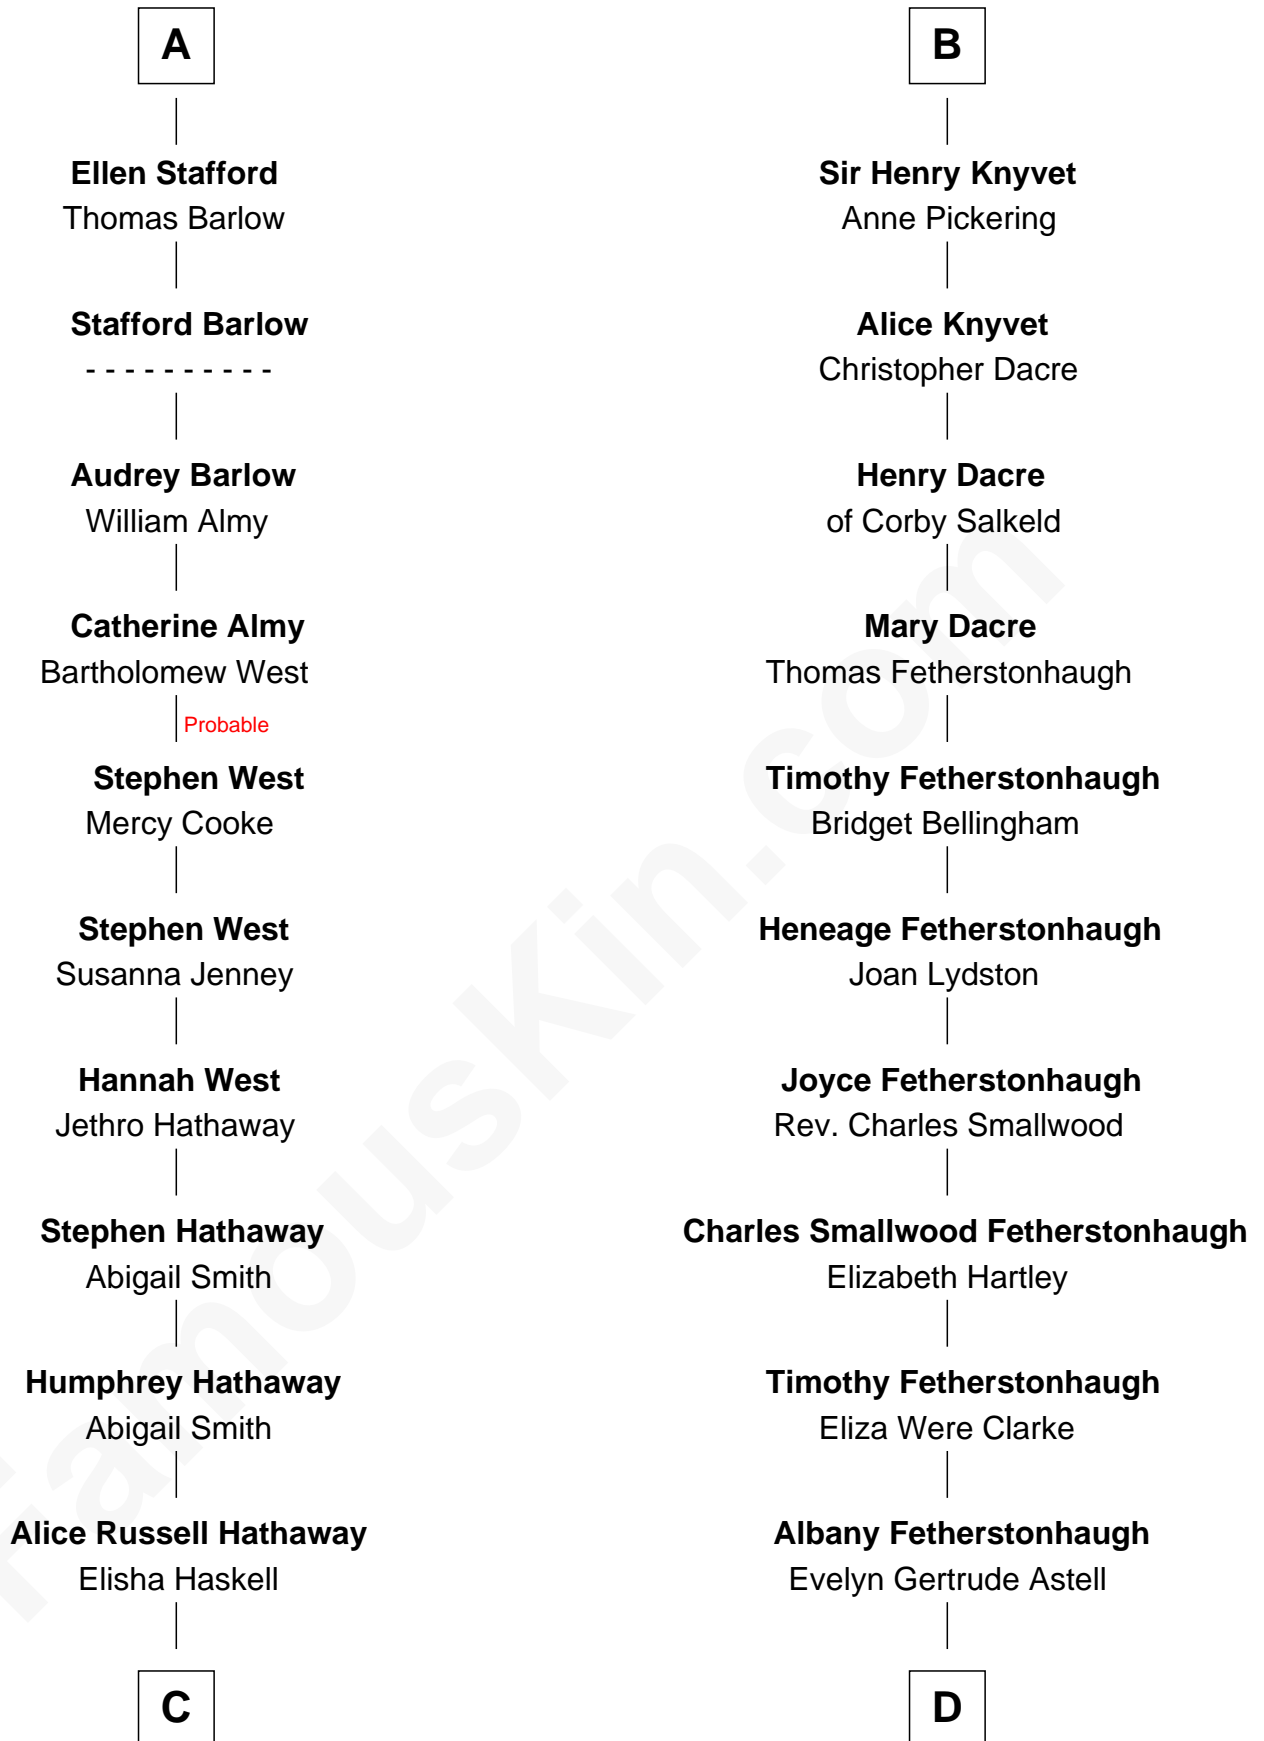 A
Ellen Stafford
Thomas Barlow
Stafford Barlow
- - - - - - - - - -
Audrey Barlow
William Almy
Catherine Almy
Bartholomew West
Probable
Stephen West
Mercy Cooke
Stephen West
Susanna Jenney
Hannah West
Jethro Hathaway
Stephen Hathaway
Abigail Smith
Humphrey Hathaway
Abigail Smith
Alice Russell Hathaway
Elisha Haskell
C
B
Sir Henry Knyvet
Anne Pickering
Alice Knyvet
Christopher Dacre
Henry Dacre
of Corby Salkeld
Mary Dacre
Thomas Fetherstonhaugh
Timothy Fetherstonhaugh
Bridget Bellingham
Heneage Fetherstonhaugh
Joan Lydston
Joyce Fetherstonhaugh
Rev. Charles Smallwood
Charles Smallwood Fetherstonhaugh
Elizabeth Hartley
Timothy Fetherstonhaugh
Eliza Were Clarke
Albany Fetherstonhaugh
Evelyn Gertrude Astell
D
FamousKin.com